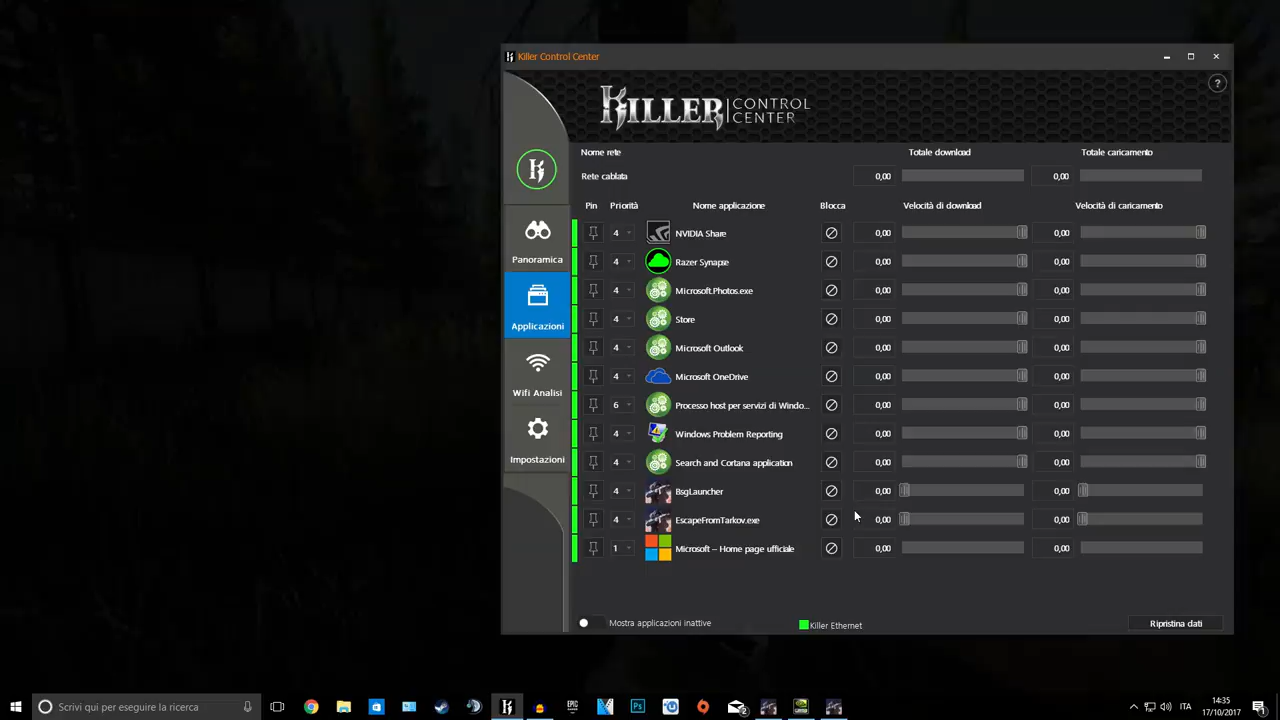 Killer Control Center
?
KILLER CONTROL CENTER
Nome rete Totale download Totale caricamento
Rete cablata 0,00 0,00
Pin Priorità Nome applicazione Blocca Velocità di download Velocità di caricamento
4 NVIDIA Share 0,00 0,00
4 Razer Synapse 0,00 0,00
4 Microsoft.Photos.exe 0,00 0,00
4 Store 0,00 0,00
4 Microsoft Outlook 0,00 0,00
4 Microsoft OneDrive 0,00 0,00
6 Processo host per servizi di Windo... 0,00 0,00
4 Windows Problem Reporting 0,00 0,00
4 Search and Cortana application 0,00 0,00
4 BsgLauncher 0,00 0,00
4 EscapeFromTarkov.exe 0,00 0,00
1 Microsoft – Home page ufficiale 0,00 0,00
Panoramica
Applicazioni
Wifi Analisi
Impostazioni
Mostra applicazioni inattive Killer Ethernet Ripristina dati
Scrivi qui per eseguire la ricerca
EPIC
Ps
2
ITA
14:35
17/10/2017
1